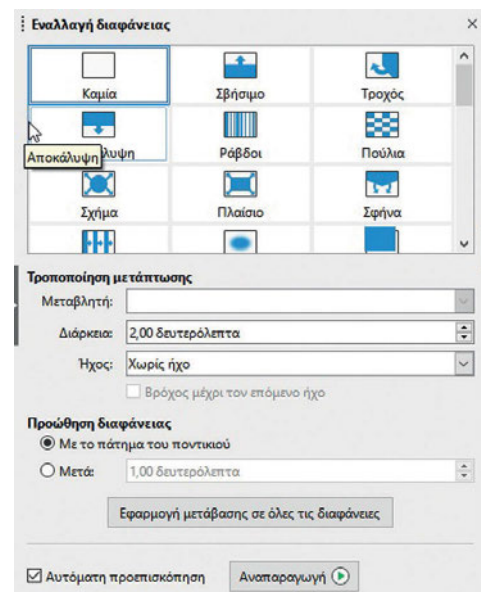 Εναλλαγή διαφάνειας
Καμία Σβήσιμο Τροχός
Αποκάλυψη λυψη Ράβδοι Πούλια
Σχήμα Πλαίσιο Σφήνα
Τροποποίηση μετάπτωσης
Μεταβλητή:
Διάρκεια: 2,00 δευτερόλεπτα
Ήχος: Χωρίς ήχο
Βρόχος μέχρι τον επόμενο ήχο
Προώθηση διαφάνειας
Με το πάτημα του ποντικιού
Μετά: 1,00 δευτερόλεπτα
Εφαρμογή μετάβασης σε όλες τις διαφάνειες
Αυτόματη προεπισκόπηση Αναπαραγωγή